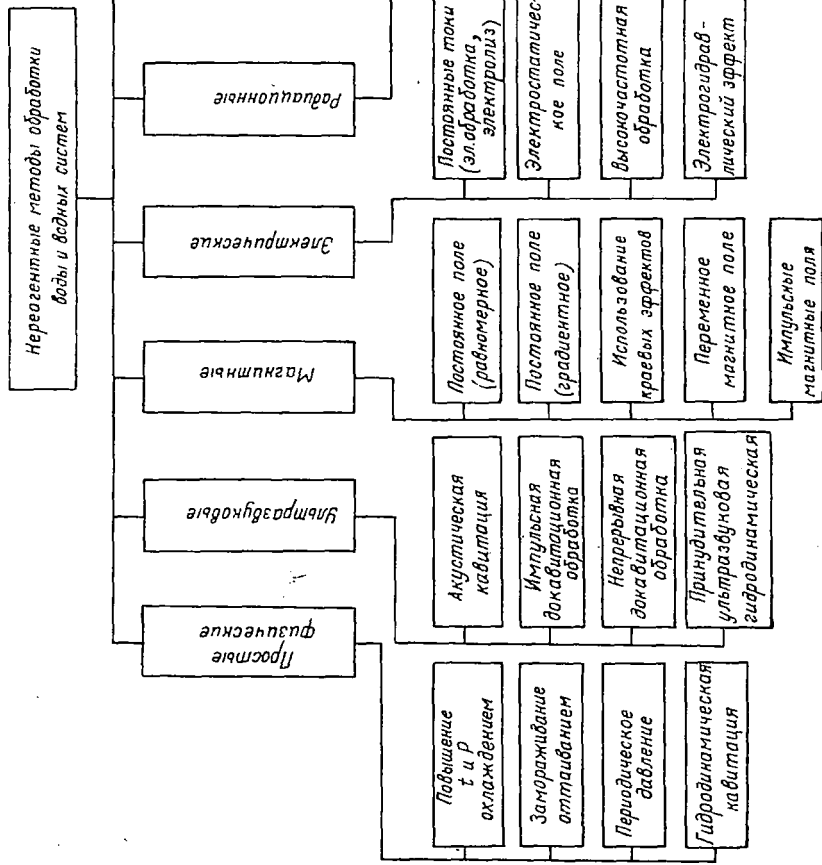 Нереагентные методы обработки
воды и водных систем
Простые
физические
Ультразвуковые
Магнитные
Электрические
Радиационные
Повышение
t и p
охлаждением
Замораживание
оттаиванием
Периодическое
давление
Гидродинамическая
кавитация
Акустическая
кавитация
Импульсная
докавитационная
обработка
Непрерывная
докавитационная
обработка
Принудительная
ультразвуковая
гидродинамическая
Постоянное поле
(равномерное)
Постоянное поле
(градиентное)
Использование
краевых эффектов
Переменное
магнитное поле
Импульсные
магнитные поля
Постоянные токи
(эл.обработка,
электролиз)
Электростатичес-
кое поле
Высокочастотная
обработка
Электрогидрав-
лический эффект